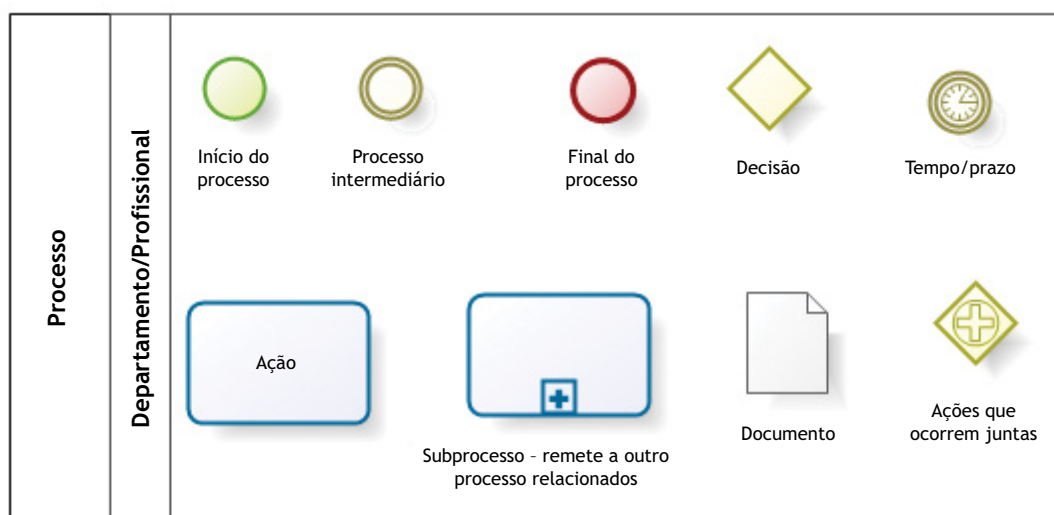 Processo
Departamento/Profissional
Início do
processo
Processo
intermediário
Final do
processo
Decisão
Tempo/prazo
Ação
Subprocesso – remete a outro
processo relacionados
Documento
Ações que
ocorrem juntas